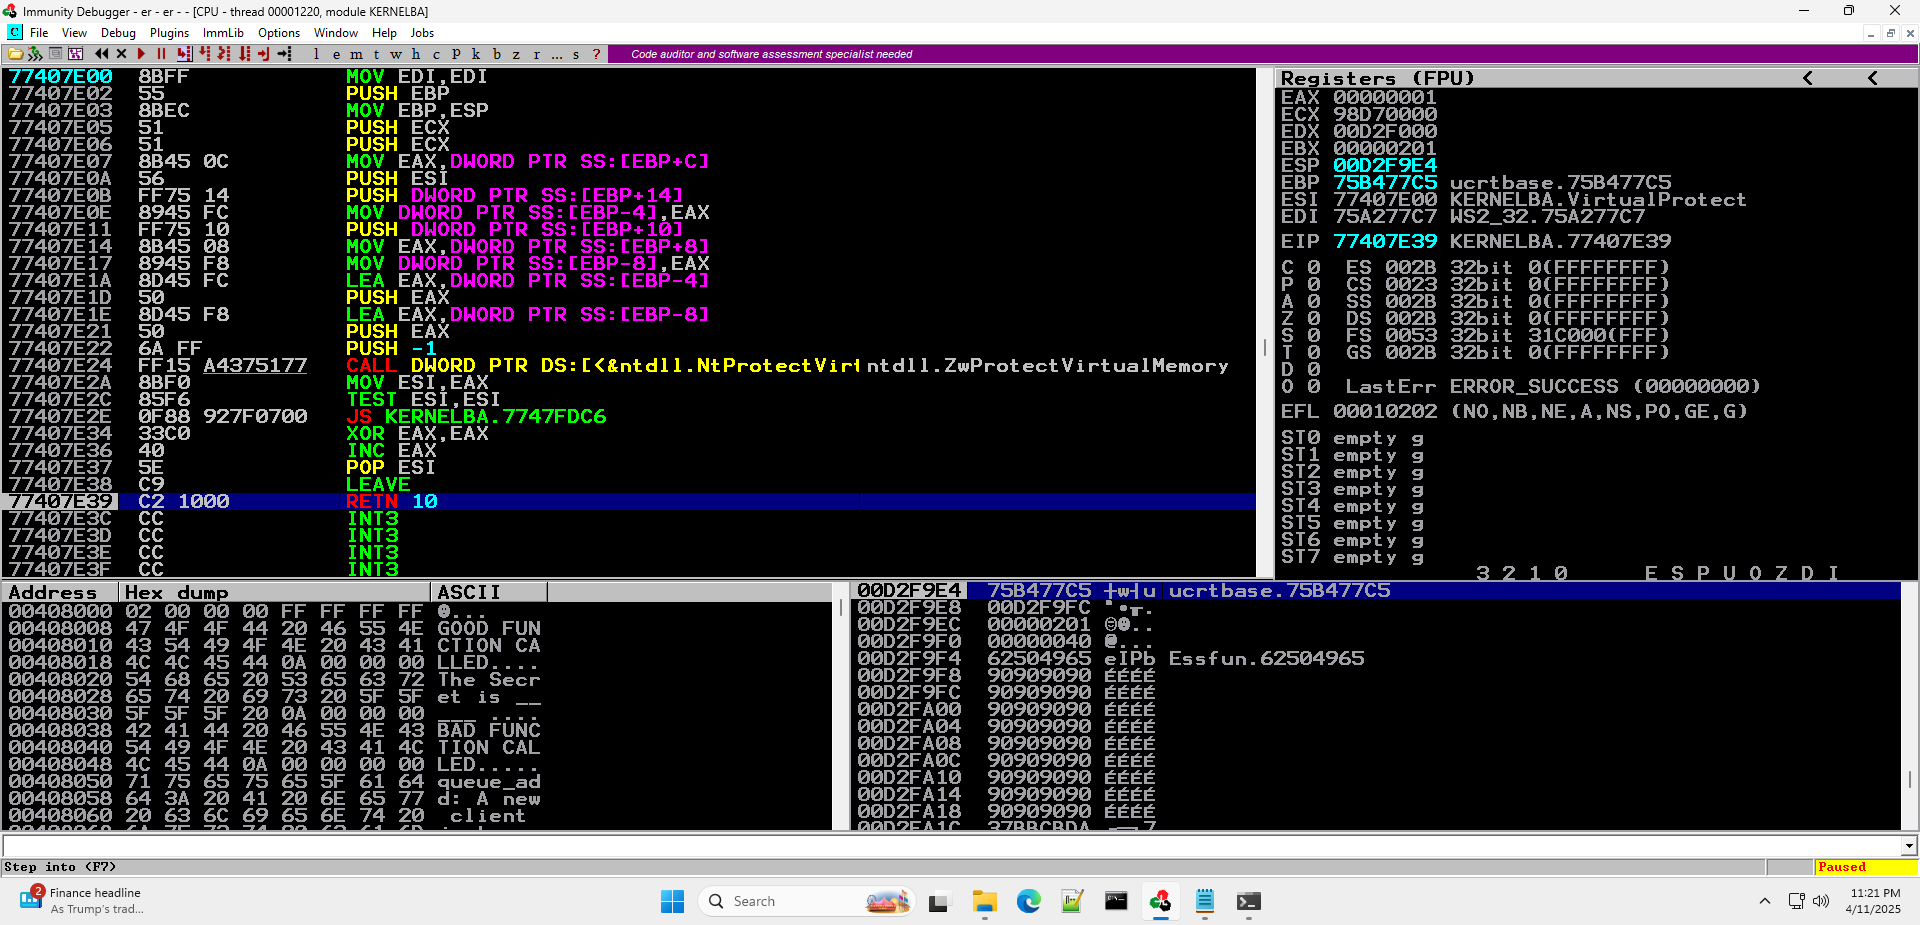 Immunity Debugger - er - er - - [CPU - thread 00001220, module KERNELBA]
C File View Debug Plugins ImmLib Options Window Help Jobs
l e m t w h c P k b z r ... s ? Code auditor and software assessment specialist needed
77407E00 8BFF MOV EDI,EDI
77407E02 55 PUSH EBP
77407E03 8BEC MOV EBP,ESP
77407E05 51 PUSH ECX
77407E06 51 PUSH ECX
77407E07 8B45 0C MOV EAX,DWORD PTR SS:[EBP+C]
77407E0A 56 PUSH ESI
77407E0B FF75 14 PUSH DWORD PTR SS:[EBP+14]
77407E0E 8945 FC MOV DWORD PTR SS:[EBP-4],EAX
77407E11 FF75 10 PUSH DWORD PTR SS:[EBP+10]
77407E14 8B45 08 MOV EAX,DWORD PTR SS:[EBP+8]
77407E17 8945 F8 MOV DWORD PTR SS:[EBP-8],EAX
77407E1A 8D45 FC LEA EAX,DWORD PTR SS:[EBP-4]
77407E1D 50 PUSH EAX
77407E1E 8D45 F8 LEA EAX,DWORD PTR SS:[EBP-8]
77407E21 50 PUSH EAX
77407E22 6A FF PUSH -1
77407E24 FF15 A4375177 CALL DWORD PTR DS:[<&ntdll.NtProtectVirt ntdll.ZwProtectVirtualMemory
77407E2A 8BF0 MOV ESI,EAX
77407E2C 85F6 TEST ESI,ESI
77407E2E 0F88 927F0700 JS KERNELBA.7747FDC6
77407E34 33C0 XOR EAX,EAX
77407E36 40 INC EAX
77407E37 5E POP ESI
77407E38 C9 LEAVE
77407E39 C2 1000 RETN 10
77407E3C CC INT3
77407E3D CC INT3
77407E3E CC INT3
77407E3F CC INT3
Registers (FPU) < <
EAX 00000001
ECX 98D70000
EDX 00D2F000
EBX 00000201
ESP 00D2F9E4
EBP 75B477C5 ucrtbase.75B477C5
ESI 77407E00 KERNELBA.VirtualProtect
EDI 75A277C7 WS2_32.75A277C7
EIP 77407E39 KERNELBA.77407E39
C 0 ES 002B 32bit 0(FFFFFFFF)
P 0 CS 0023 32bit 0(FFFFFFFF)
A 0 SS 002B 32bit 0(FFFFFFFF)
Z 0 DS 002B 32bit 0(FFFFFFFF)
S 0 FS 0053 32bit 31C000(FFF)
T 0 GS 002B 32bit 0(FFFFFFFF)
D 0
O 0 LastErr ERROR_SUCCESS (00000000)
EFL 00010202 (NO,NB,NE,A,NS,PO,GE,G)
ST0 empty g
ST1 empty g
ST2 empty g
ST3 empty g
ST4 empty g
ST5 empty g
ST6 empty g
ST7 empty g
3 2 1 0 E S P U O Z D I
Address Hex dump ASCII
00408000 02 00 00 00 FF FF FF FF ☻...
00408008 47 4F 4F 44 20 46 55 4E GOOD FUN
00408010 43 54 49 4F 4E 20 43 41 CTION CA
00408018 4C 4C 45 44 0A 00 00 00 LLED....
00408020 54 68 65 20 53 65 63 72 The Secr
00408028 65 74 20 69 73 20 5F 5F et is __
00408030 5F 5F 5F 20 0A 00 00 00 ___ ....
00408038 42 41 44 20 46 55 4E 43 BAD FUNC
00408040 54 49 4F 4E 20 43 41 4C TION CAL
00408048 4C 45 44 0A 00 00 00 00 LED.....
00408050 71 75 65 75 65 5F 61 64 queue_ad
00408058 64 3A 20 41 20 6E 65 77 d: A new
00408060 20 63 6C 69 65 6E 74 20 client
00D2F9E4 75B477C5 ┼w┤u ucrtbase.75B477C5
00D2F9E8 00D2F9FC
00D2F9EC 00000201 ☺☻..
00D2F9F0 00000040 @...
00D2F9F4 62504965 eIPb Essfun.62504965
00D2F9F8 90909090 ÉÉÉÉ
00D2F9FC 90909090 ÉÉÉÉ
00D2FA00 90909090 ÉÉÉÉ
00D2FA04 90909090 ÉÉÉÉ
00D2FA08 90909090 ÉÉÉÉ
00D2FA0C 90909090 ÉÉÉÉ
00D2FA10 90909090 ÉÉÉÉ
00D2FA14 90909090 ÉÉÉÉ
00D2FA18 90909090 ÉÉÉÉ
00D2FA1C 37BBCBDA
Step into (F7) Paused
2 Finance headline
As Trump's trad...
Search
11:21 PM
4/11/2025